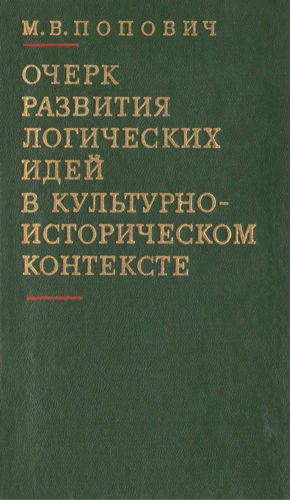 М.В.ПОПОВИЧ
ОЧЕРК
РАЗВИТИЯ
ЛОГИЧЕСКИХ
ИДЕЙ
В КУЛЬТУРНО-
ИСТОРИЧЕСКОМ
КОНТЕКСТЕ